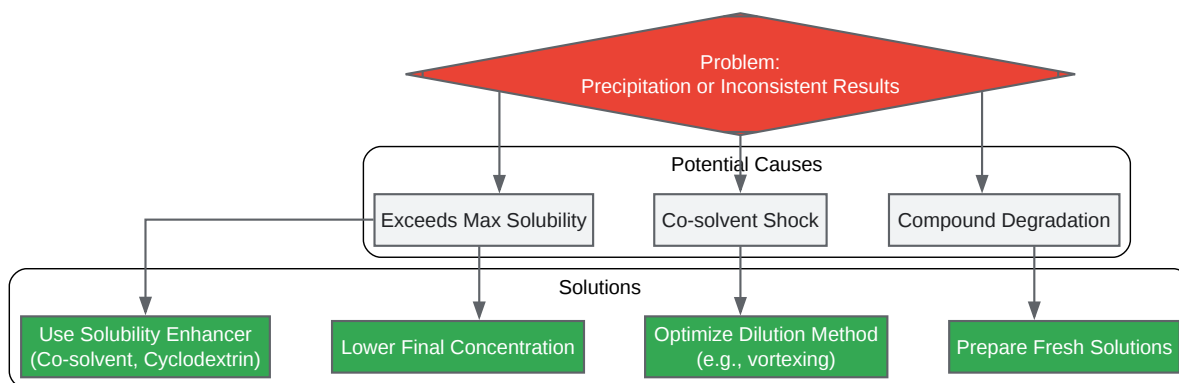 Problem:
Precipitation or Inconsistent Results
Potential Causes
Exceeds Max Solubility
Co-solvent Shock
Compound Degradation
Solutions
Use Solubility Enhancer
(Co-solvent, Cyclodextrin)
Lower Final Concentration
Optimize Dilution Method
(e.g., vortexing)
Prepare Fresh Solutions